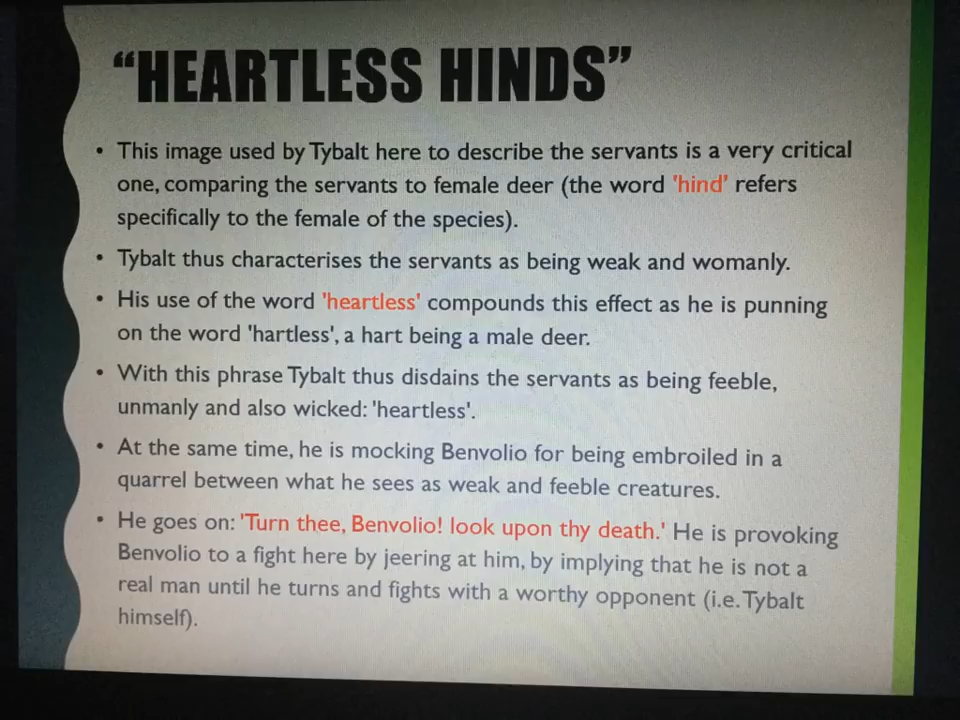 “HEARTLESS HINDS”
• This image used by Tybalt here to describe the servants is a very critical
one, comparing the servants to female deer (the word 'hind' refers
specifically to the female of the species).
• Tybalt thus characterises the servants as being weak and womanly.
• His use of the word 'heartless' compounds this effect as he is punning
on the word 'hartless', a hart being a male deer.
• With this phrase Tybalt thus disdains the servants as being feeble,
unmanly and also wicked: 'heartless'.
• At the same time, he is mocking Benvolio for being embroiled in a
quarrel between what he sees as weak and feeble creatures.
• He goes on: 'Turn thee, Benvolio! look upon thy death.' He is provoking
Benvolio to a fight here by jeering at him, by implying that he is not a
real man until he turns and fights with a worthy opponent (i.e. Tybalt
himself).